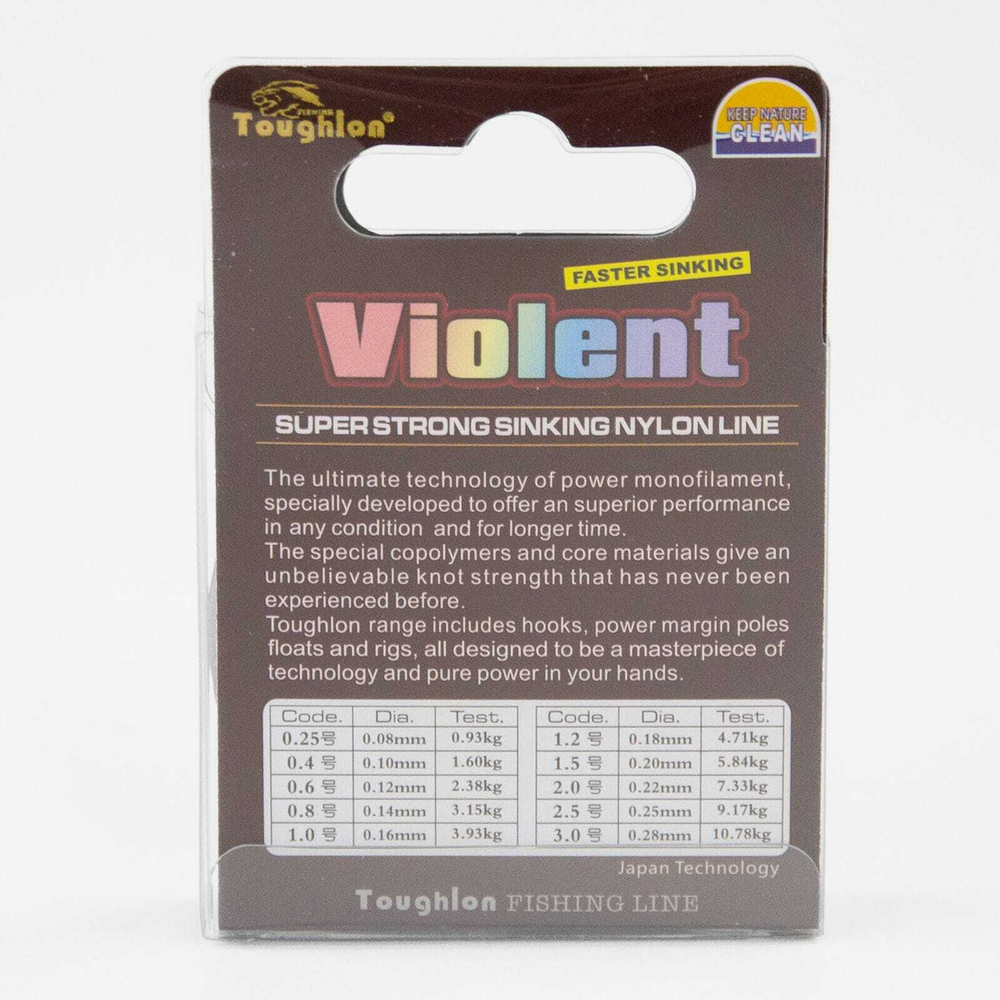 FISHING
Toughlon®
KEEP NATURE
CLEAN
FASTER SINKING
Violent
SUPER STRONG SINKING NYLON LINE
The ultimate technology of power monofilament,
specially developed to offer an superior performance
in any condition and for longer time.
The special copolymers and core materials give an
unbelievable knot strength that has never been
experienced before.
Toughlon range includes hooks, power margin poles
floats and rigs, all designed to be a masterpiece of
technology and pure power in your hands.
Code. Dia. Test. Code. Dia. Test.
0.25号 0.08mm 0.93kg 1.2 号 0.18mm 4.71kg
0.4 号 0.10mm 1.60kg 1.5 号 0.20mm 5.84kg
0.6 号 0.12mm 2.38kg 2.0 号 0.22mm 7.33kg
0.8 号 0.14mm 3.15kg 2.5 号 0.25mm 9.17kg
1.0 号 0.16mm 3.93kg 3.0 号 0.28mm 10.78kg
Japan Technology
Toughlon FISHING LINE